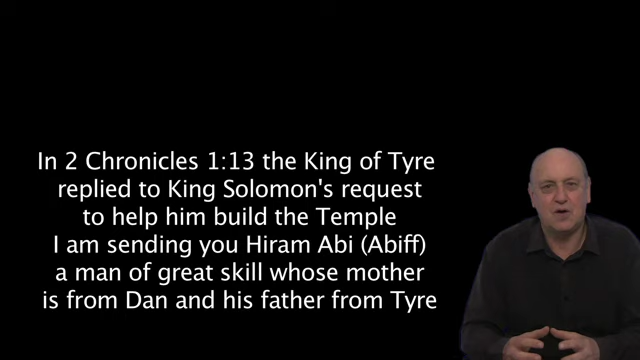 In 2 Chronicles 1:13 the King of Tyre
replied to King Solomon's request
to help him build the Temple
I am sending you Hiram Abi (Abiff)
a man of great skill whose mother
is from Dan and his father from Tyre